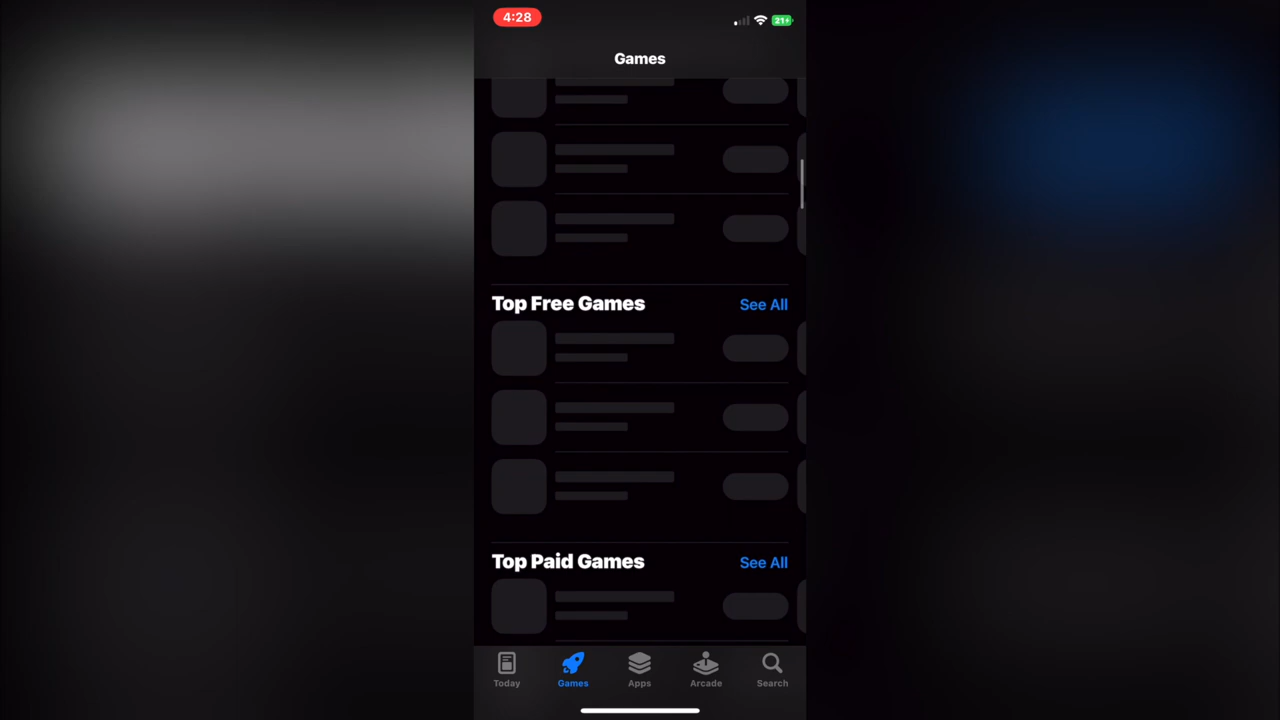 4:28
21+
Games
Top Free Games
See All
Top Paid Games
See All
Today
Games
Apps
Arcade
Search